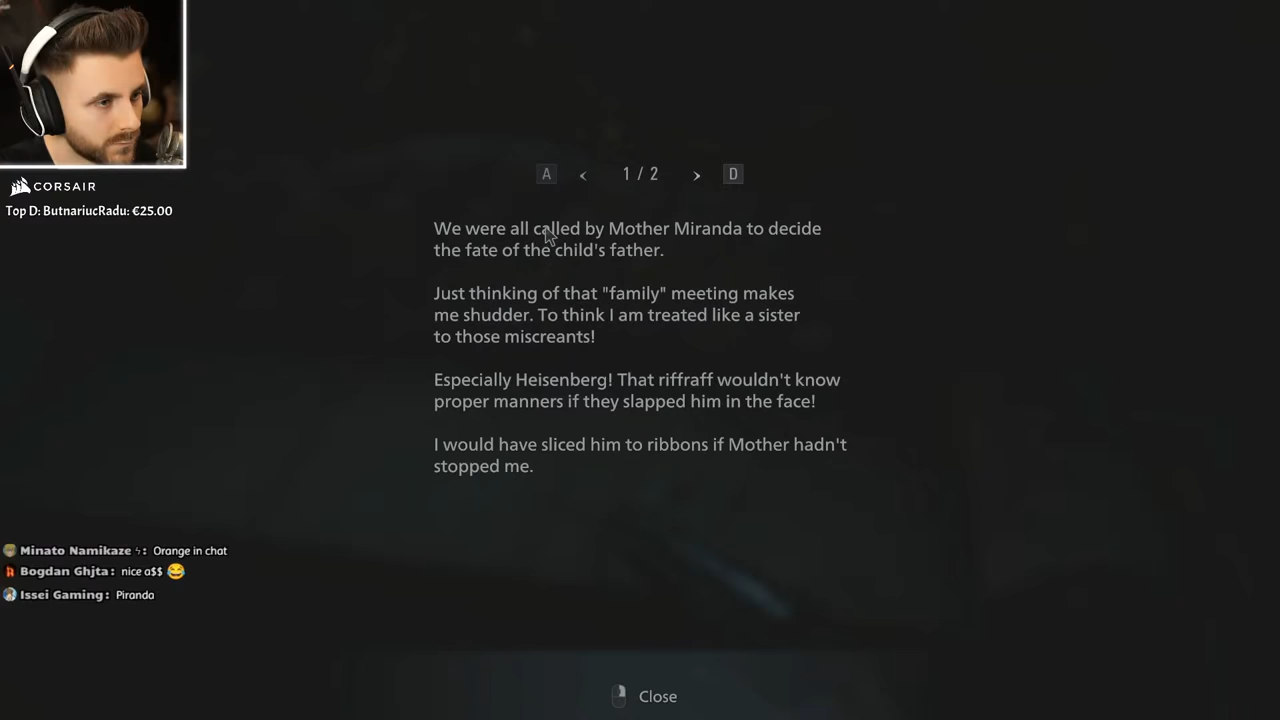 CORSAIR
Top D: ButnariucRadu: €25.00
A < 1 / 2 > D
We were all called by Mother Miranda to decide
the fate of the child's father.
Just thinking of that "family" meeting makes
me shudder. To think I am treated like a sister
to those miscreants!
Especially Heisenberg! That riffraff wouldn't know
proper manners if they slapped him in the face!
I would have sliced him to ribbons if Mother hadn't
stopped me.
Minato Namikaze ϟ: Orange in chat
Bogdan Ghjta: nice a$$ 😂
Issei Gaming: Piranda
Close